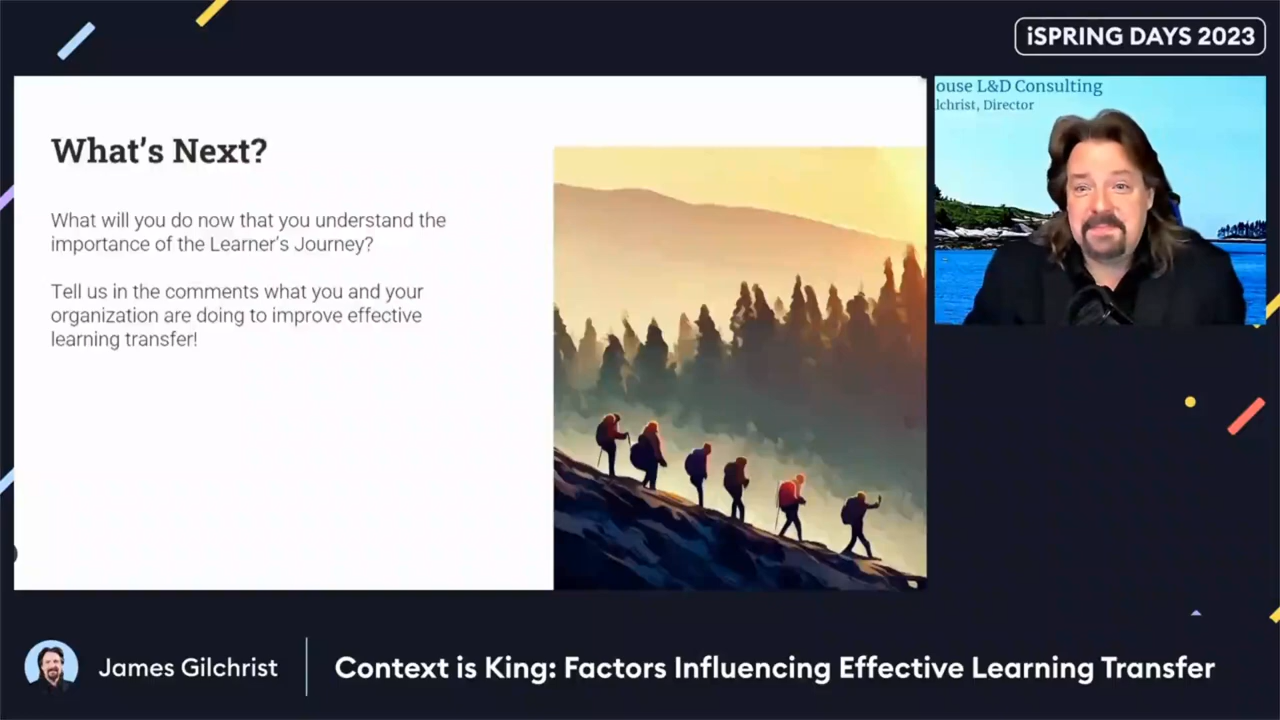 iSPRING DAYS 2023
What's Next?
What will you do now that you understand the
importance of the Learner's Journey?
Tell us in the comments what you and your
organization are doing to improve effective
learning transfer!
ouse L&D Consulting
lchrist, Director
James Gilchrist
Context is King: Factors Influencing Effective Learning Transfer